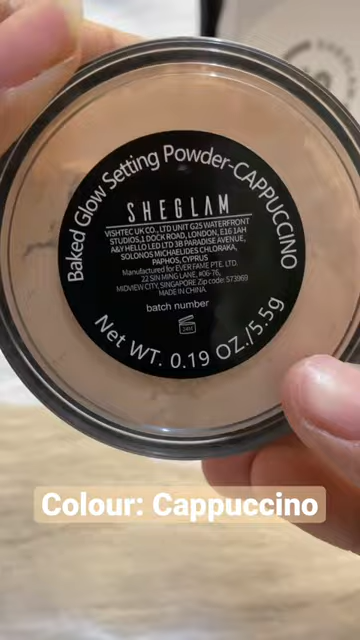 Baked Glow Setting Powder-CAPPUCCINO
SHEGLAM
VISHTEC UK CO., LTD UNIT G25 WATERFRONT
STUDIOS,1 DOCK ROAD, LONDON, E16 1AH
A&Y HELLO LED LTD 3B PARADISE AVENUE,
SOLONOS MICHAELIDES CHLORAKA,
PAPHOS, CYPRUS
Manufactured for EVER FAME PTE. LTD.
22 SIN MING LANE, #06-76,
MIDVIEW CITY, SINGAPORE Zip code: 573969
MADE IN CHINA.
batch number
24M
Net WT. 0.19 OZ./5.5g
Colour: Cappuccino